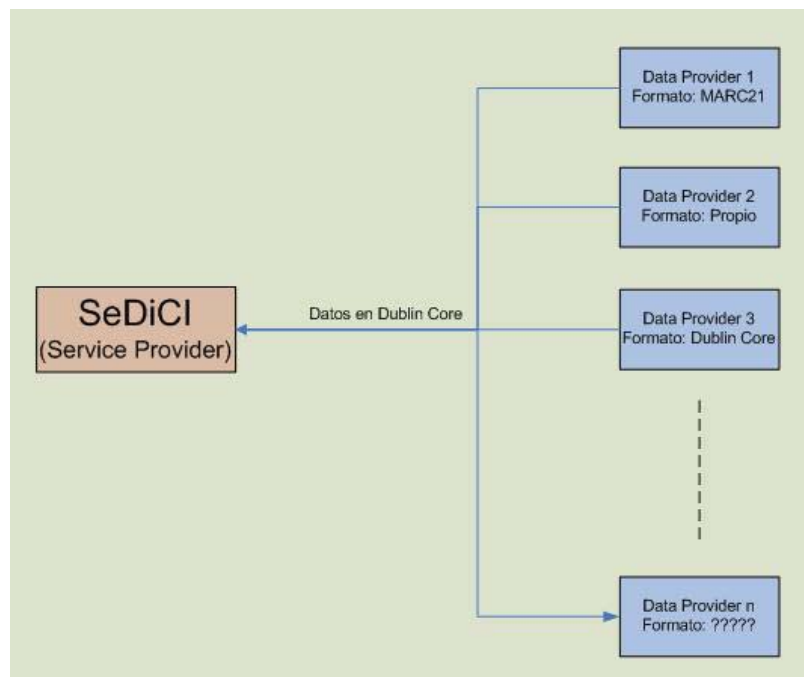 Data Provider 1
Formato: MARC21
Data Provider 2
Formato: Propio
SeDiCI
(Service Provider)
Datos en Dublin Core
Data Provider 3
Formato: Dublin Core
Data Provider n
Formato: ?????